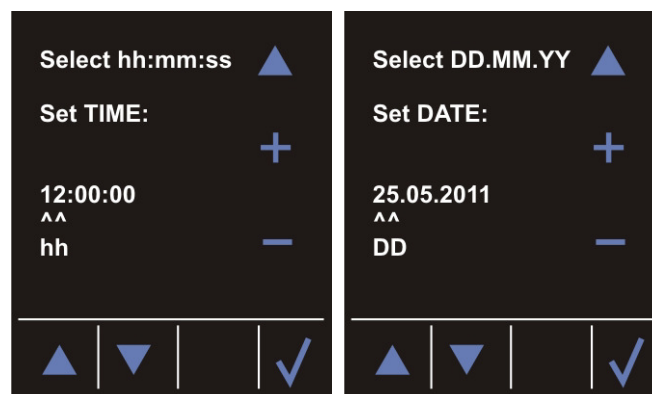 Select hh:mm:ss
Set TIME:
12:00:00
^^
hh
Select DD.MM.YY
Set DATE:
25.05.2011
^^
DD